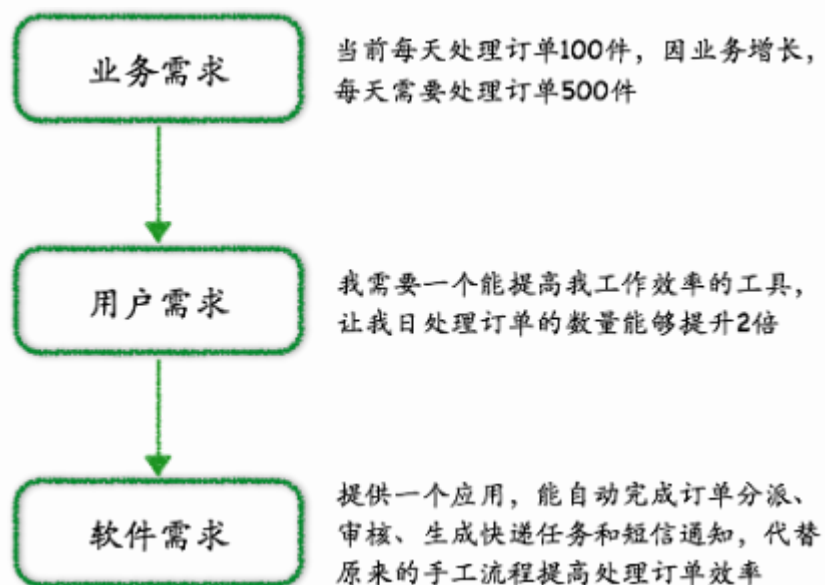 业务需求
当前每天处理订单100件，因业务增长，
每天需要处理订单500件
用户需求
我需要一个能提高我工作效率的工具，
让我日处理订单的数量能够提升2倍
软件需求
提供一个应用，能自动完成订单分派、
审核、生成快递任务和短信通知，代替
原来的手工流程提高处理订单效率